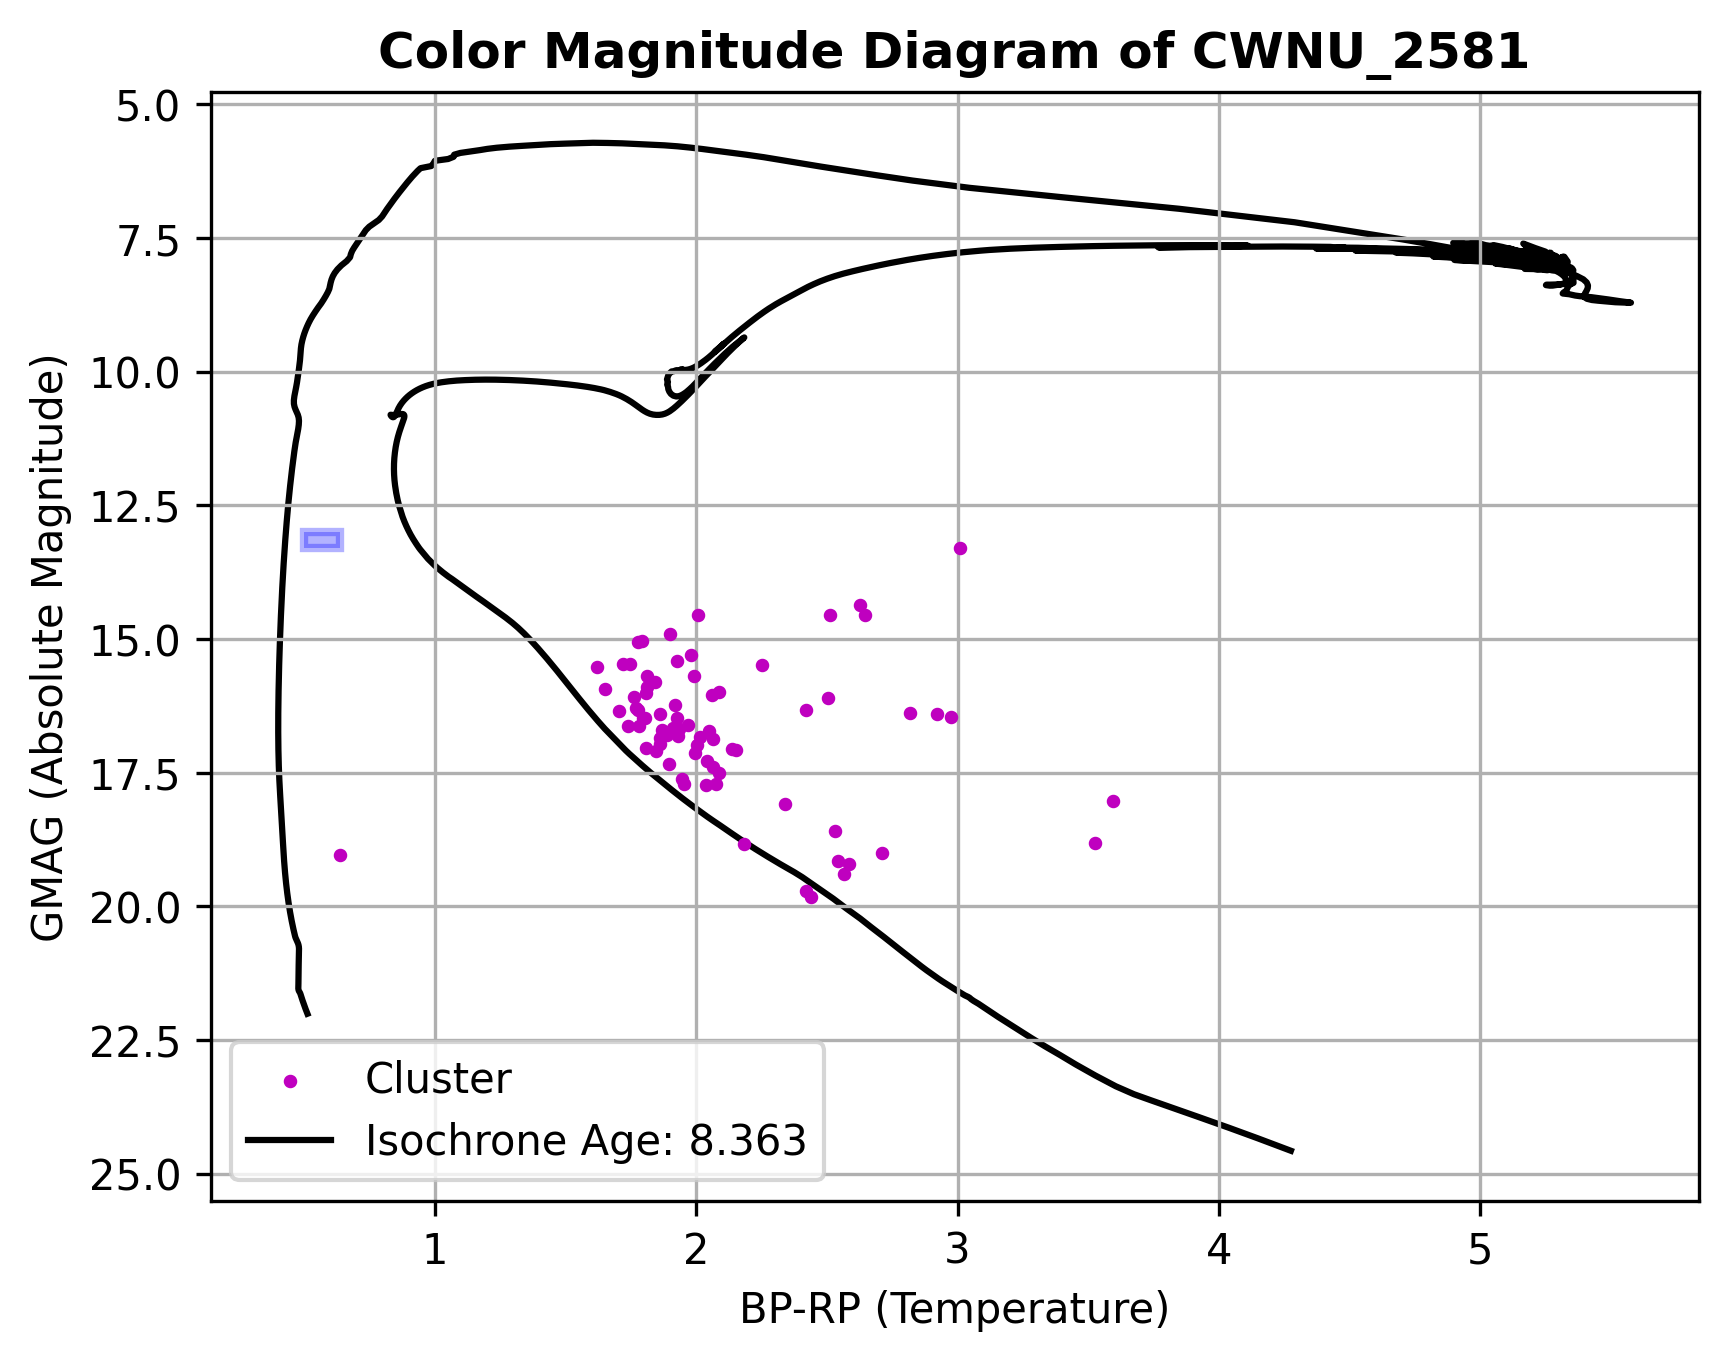 Color Magnitude Diagram of CWNU_2581
GMAG (Absolute Magnitude)
5.0
7.5
10.0
12.5
15.0
17.5
20.0
22.5
25.0
Cluster
Isochrone Age: 8.363
1 2 3 4 5
BP-RP (Temperature)